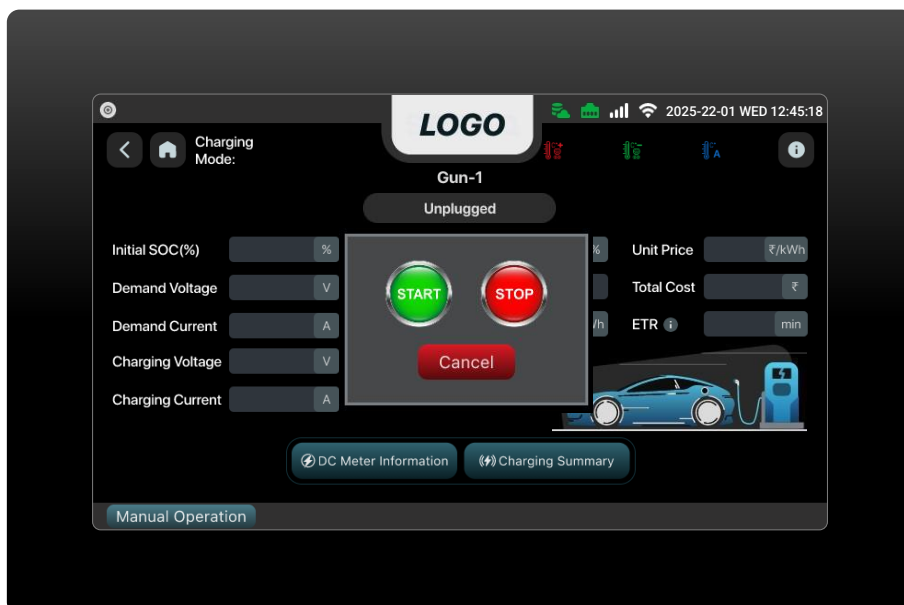 LOGO
2025-22-01 WED 12:45:18
Charging
Mode:
A
Gun-1
Unplugged
Initial SOC(%) % % Unit Price ₹/kWh
Demand Voltage V Total Cost ₹
Demand Current A /h ETR i min
Charging Voltage V
Charging Current A
START STOP
Cancel
DC Meter Information
Charging Summary
Manual Operation